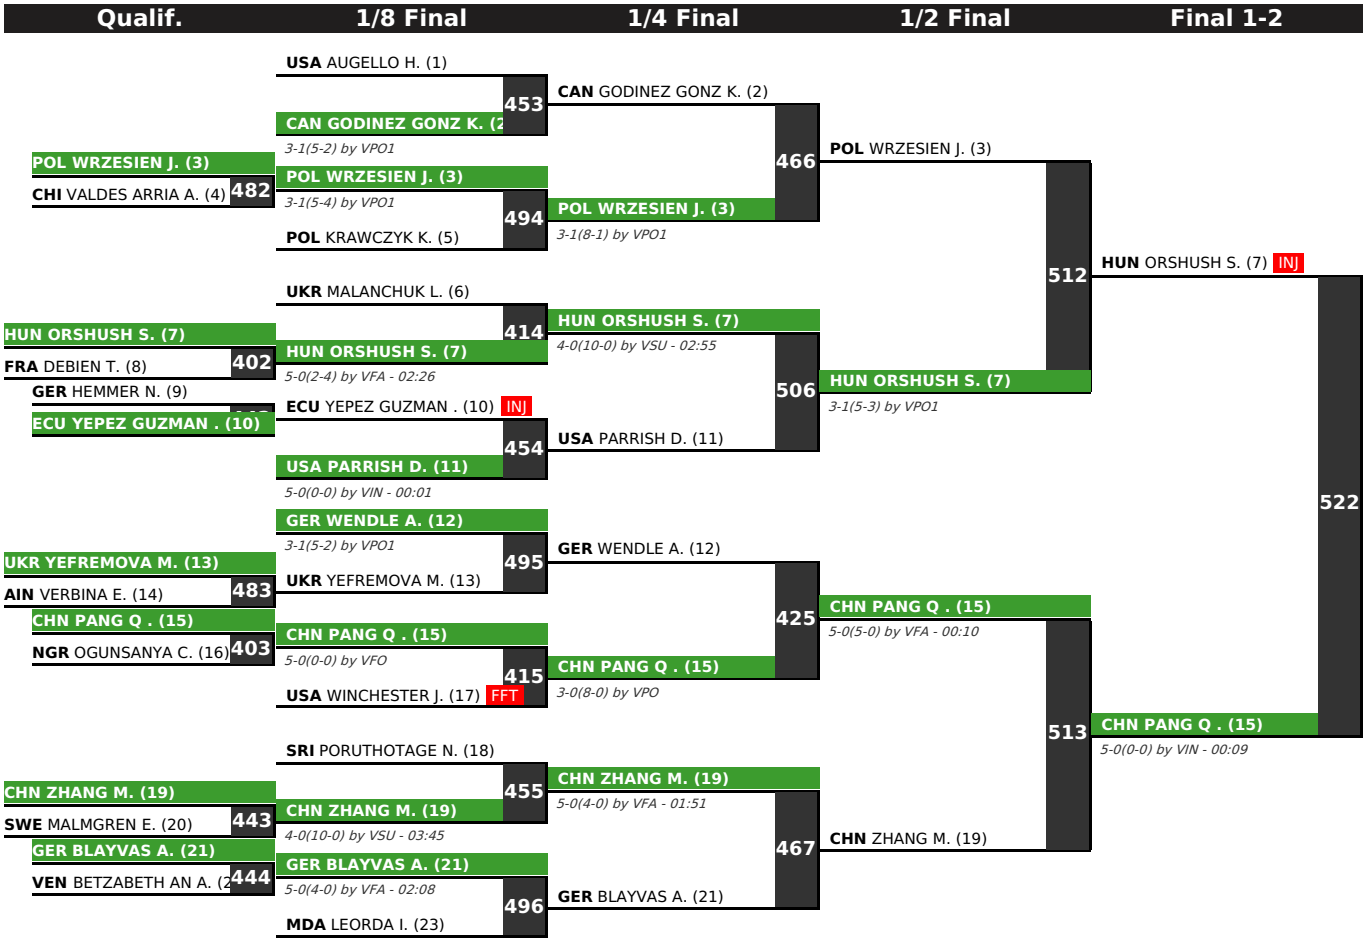 Qualif. 1/8 Final 1/4 Final 1/2 Final Final 1-2
USA AUGELLO H. (1)
453
CAN GODINEZ GONZ K. (2
3-1(5-2) by VPO1
POL WRZESIEN J. (3)
CHI VALDES ARRIA A. (4)
482
POL WRZESIEN J. (3)
3-1(5-4) by VPO1
494
POL KRAWCZYK K. (5)
CAN GODINEZ GONZ K. (2)
466
POL WRZESIEN J. (3)
3-1(8-1) by VPO1
POL WRZESIEN J. (3)
512
UKR MALANCHUK L. (6)
414
HUN ORSHUSH S. (7)
FRA DEBIEN T. (8)
402
HUN ORSHUSH S. (7)
5-0(2-4) by VFA - 02:26
GER HEMMER N. (9)
ECU YEPEZ GUZMAN . (10)
ECU YEPEZ GUZMAN . (10) INJ
454
USA PARRISH D. (11)
5-0(0-0) by VIN - 00:01
HUN ORSHUSH S. (7)
4-0(10-0) by VSU - 02:55
506
USA PARRISH D. (11)
HUN ORSHUSH S. (7)
3-1(5-3) by VPO1
HUN ORSHUSH S. (7) INJ
522
GER WENDLE A. (12)
3-1(5-2) by VPO1
495
UKR YEFREMOVA M. (13)
AIN VERBINA E. (14)
483
UKR YEFREMOVA M. (13)
CHN PANG Q . (15)
NGR OGUNSANYA C. (16)
403
CHN PANG Q . (15)
5-0(0-0) by VFO
415
USA WINCHESTER J. (17) FFT
GER WENDLE A. (12)
425
CHN PANG Q . (15)
3-0(8-0) by VPO
CHN PANG Q . (15)
5-0(5-0) by VFA - 00:10
513
CHN PANG Q . (15)
5-0(0-0) by VIN - 00:09
SRI PORUTHOTAGE N. (18)
455
CHN ZHANG M. (19)
SWE MALMGREN E. (20)
443
CHN ZHANG M. (19)
4-0(10-0) by VSU - 03:45
GER BLAYVAS A. (21)
VEN BETZABETH AN A. (2
444
GER BLAYVAS A. (21)
5-0(4-0) by VFA - 02:08
496
MDA LEORDA I. (23)
CHN ZHANG M. (19)
5-0(4-0) by VFA - 01:51
467
GER BLAYVAS A. (21)
CHN ZHANG M. (19)